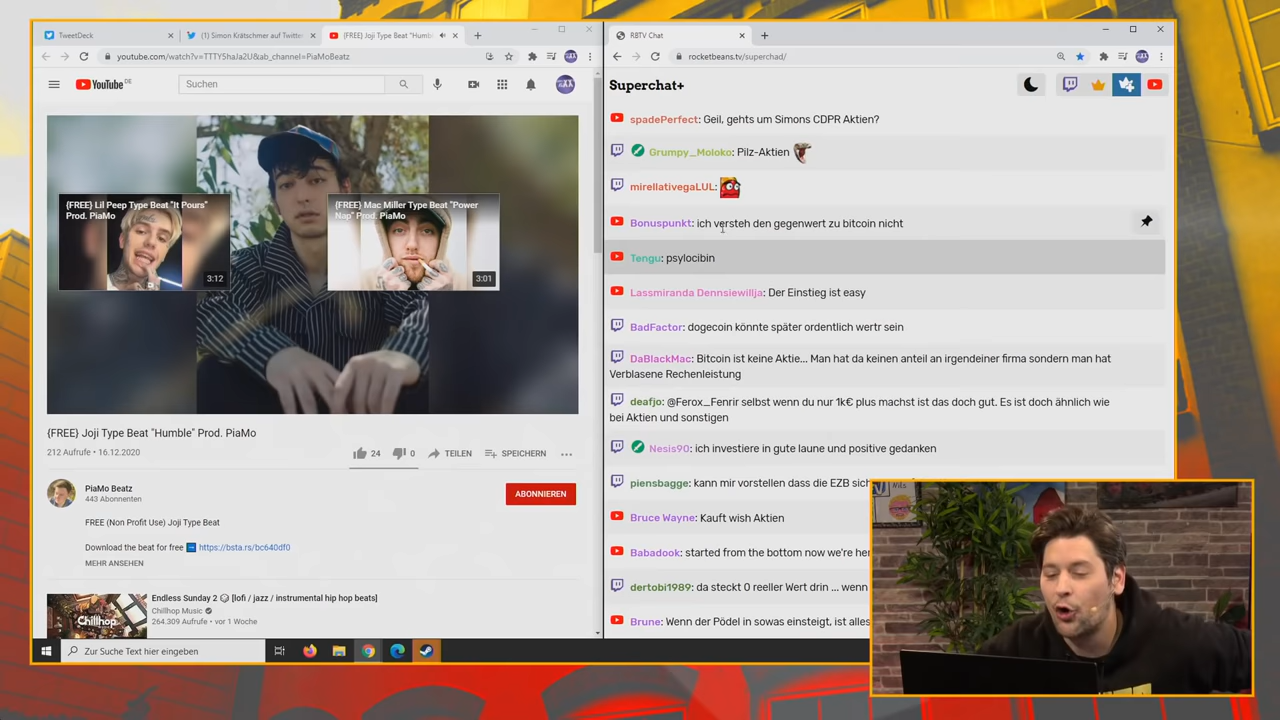 TweetDeck
(1) Simon Krätschmer auf Twitte
{FREE} Joji Type Beat "Humbl
youtube.com/watch?v=TTTY5haJa2U&ab_channel=PiaMoBeatz
YouTube DE
Suchen
{FREE} Lil Peep Type Beat "It Pours"
Prod. PiaMo
3:12
{FREE} Mac Miller Type Beat "Power
Nap" Prod. PiaMo
3:01
{FREE} Joji Type Beat "Humble" Prod. PiaMo
212 Aufrufe • 16.12.2020
24
0
TEILEN
SPEICHERN
PiaMo Beatz
443 Abonnenten
ABONNIEREN
FREE (Non Profit Use) Joji Type Beat
Download the beat for free https://bsta.rs/bc640df0
MEHR ANSEHEN
Chillhop
Endless Sunday 2 [lofi / jazz / instrumental hip hop beats]
Chillhop Music
264.309 Aufrufe • vor 1 Woche
Zur Suche Text hier eingeben
RBTV Chat
rocketbeans.tv/superchad/
Superchat+
spadePerfect: Geil, gehts um Simons CDPR Aktien?
Grumpy_Moloko: Pilz-Aktien
mirellativegaLUL:
Bonuspunkt: ich versteh den gegenwert zu bitcoin nicht
Tengu: psylocibin
Lassmiranda Dennsiewillja: Der Einstieg ist easy
BadFactor: dogecoin könnte später ordentlich wertr sein
DaBlackMac: Bitcoin ist keine Aktie... Man hat da keinen anteil an irgendeiner firma sondern man hat
Verblasene Rechenleistung
deafjo: @Ferox_Fenrir selbst wenn du nur 1k€ plus machst ist das doch gut. Es ist doch ähnlich wie
bei Aktien und sonstigen
Nesis90: ich investiere in gute laune und positive gedanken
piensbagge: kann mir vorstellen dass die EZB sich
Bruce Wayne: Kauft wish Aktien
Babadook: started from the bottom now we're her
dertobi1989: da steckt 0 reeller Wert drin ... wenn
Brune: Wenn der Pödel in sowas einsteigt, ist alles